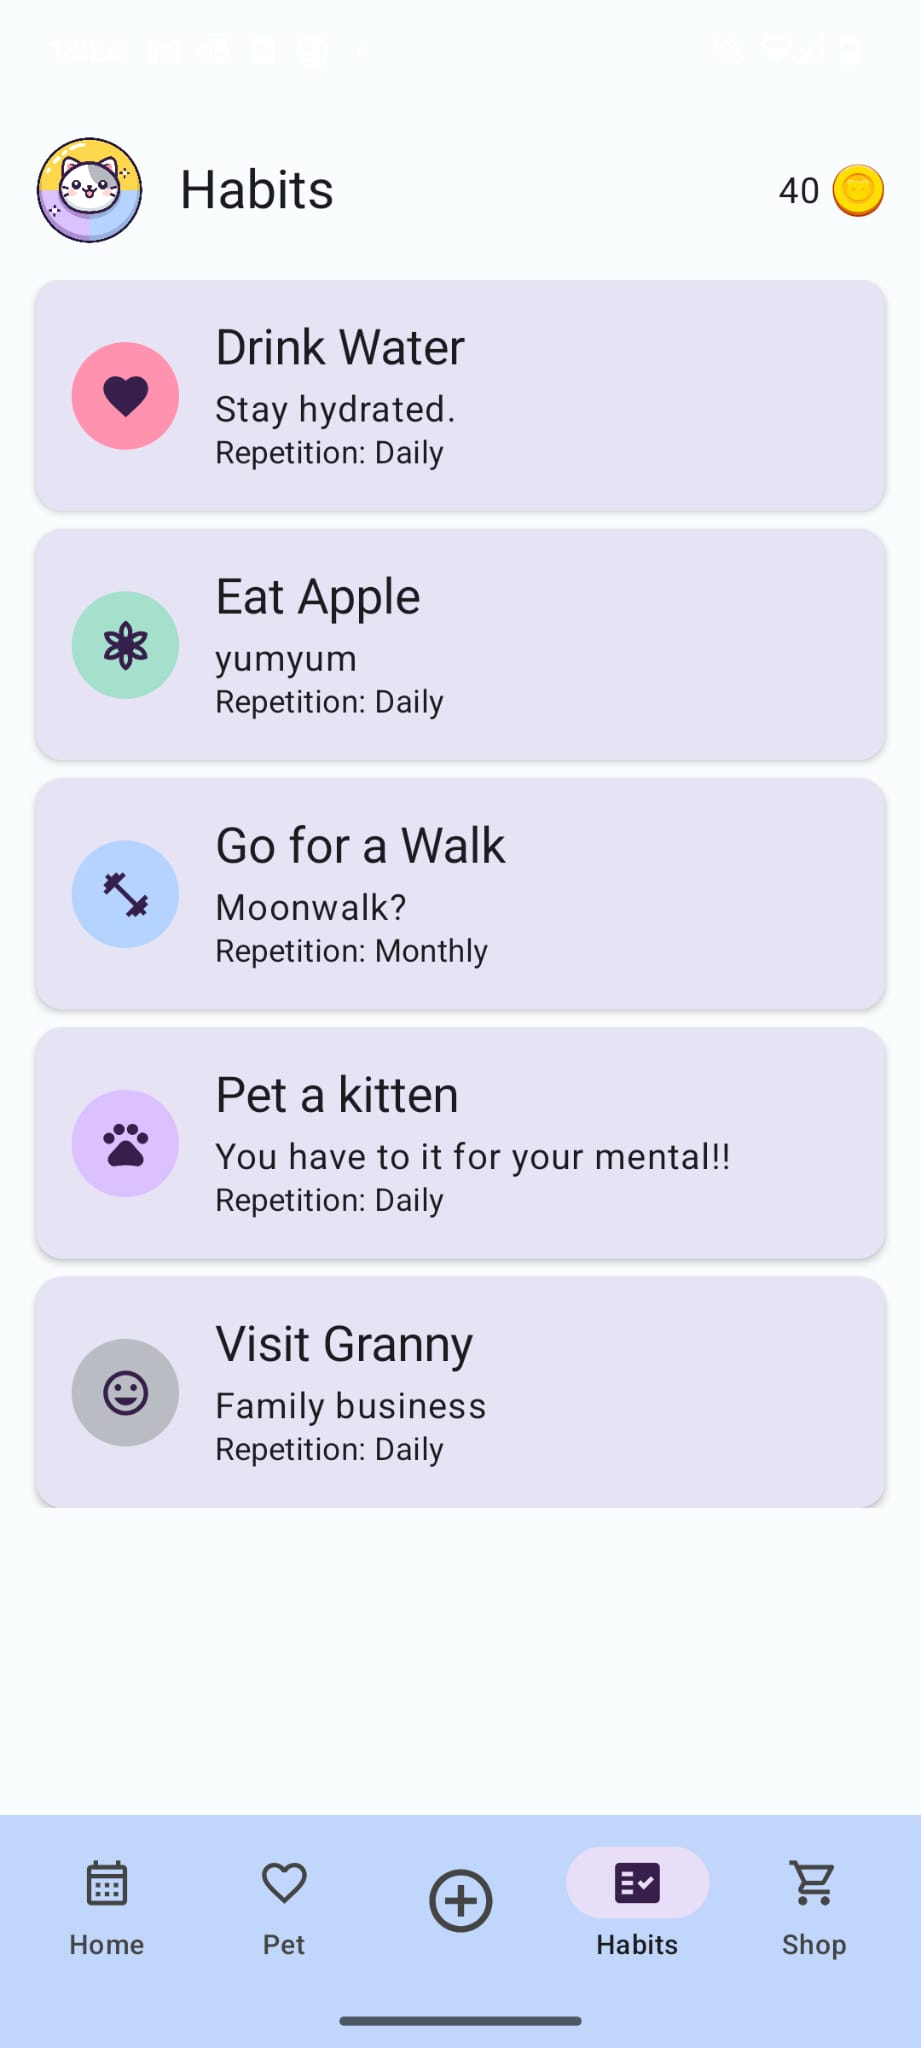 18:24
Habits
40
Drink Water
Stay hydrated.
Repetition: Daily
Eat Apple
yumyum
Repetition: Daily
Go for a Walk
Moonwalk?
Repetition: Monthly
Pet a kitten
You have to it for your mental!!
Repetition: Daily
Visit Granny
Family business
Repetition: Daily
Home
Pet
Habits
Shop